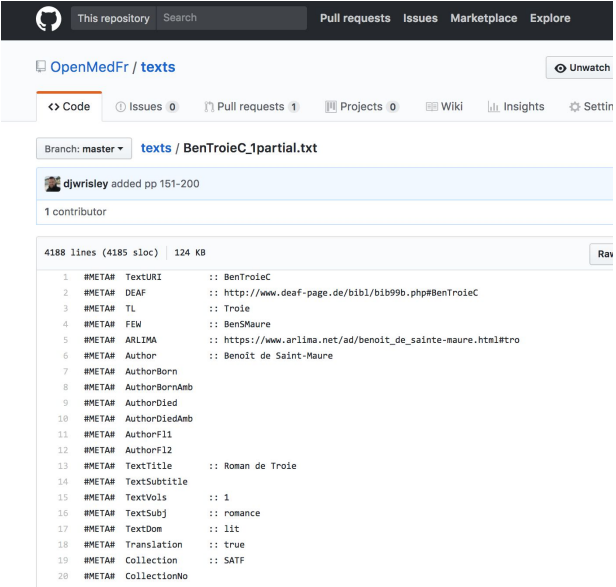 This repository Search Pull requests Issues Marketplace Explore
OpenMedFr / texts Unwatch
<> Code Issues 0 Pull requests 1 Projects 0 Wiki Insights
Branch: master texts / BenTroieC_1partial.txt
djwrisley added pp 151-200
1 contributor
4188 lines (4185 sloc) 124 KB
1 #META# TextURI :: BenTroieC
2 #META# DEAF :: http://www.deaf-page.de/bibl/bib99b.php#BenTroieC
3 #META# TL :: Troie
4 #META# FEW :: BenSMaure
5 #META# ARLIMA :: https://www.arlima.net/ad/benoit_de_sainte-maure.html#tro
6 #META# Author :: Benoît de Saint-Maure
7 #META# AuthorBorn
8 #META# AuthorBornAmb
9 #META# AuthorDied
10 #META# AuthorDiedAmb
11 #META# AuthorFl1
12 #META# AuthorFl2
13 #META# TextTitle :: Roman de Troie
14 #META# TextSubtitle
15 #META# TextVols :: 1
16 #META# TextSubj :: romance
17 #META# TextDom :: lit
18 #META# Translation :: true
19 #META# Collection :: SATF
20 #META# CollectionNo